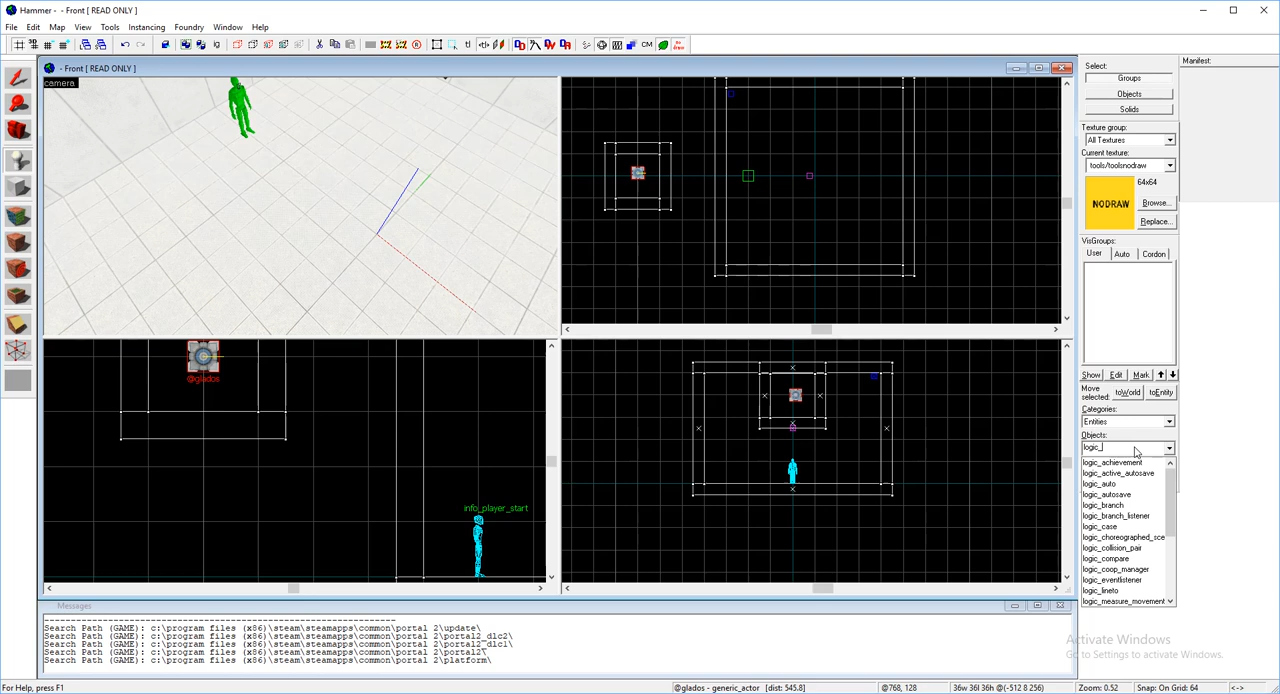 Hammer - - Front [ READ ONLY ]
File Edit Map View Tools Instancing Foundry Window Help
- Front [ READ ONLY ]
camera
@glados
info_player_start
Select:
Groups
Objects
Solids
Texture group:
All Textures
Current texture:
tools/toolsnodraw
64x64
NODRAW
Browse...
Replace...
VisGroups:
User Auto Cordon
Show Edit Mark
Move selected: toWorld toEntity
Categories:
Entities
Objects:
logic_
logic_achievement
logic_active_autosave
logic_auto
logic_autosave
logic_branch
logic_branch_listener
logic_case
logic_choreographed_sce
logic_collision_pair
logic_compare
logic_coop_manager
logic_eventlistener
logic_lineto
logic_measure_movement
Manifest:
Messages
Search Path (GAME): c:\program files (x86)\steam\steamapps\common\portal 2\update\
Search Path (GAME): c:\program files (x86)\steam\steamapps\common\portal 2\portal2_dlc2\
Search Path (GAME): c:\program files (x86)\steam\steamapps\common\portal 2\portal2_dlc1\
Search Path (GAME): c:\program files (x86)\steam\steamapps\common\portal 2\portal2\
Search Path (GAME): c:\program files (x86)\steam\steamapps\common\portal 2\platform\
Activate Windows
Go to Settings to activate Windows.
For Help, press F1
@glados - generic_actor [dist: 545.8]
@768, 128
36w 36l 36h @(-512 8 256)
Zoom: 0.52
Snap: On Grid: 64
<->